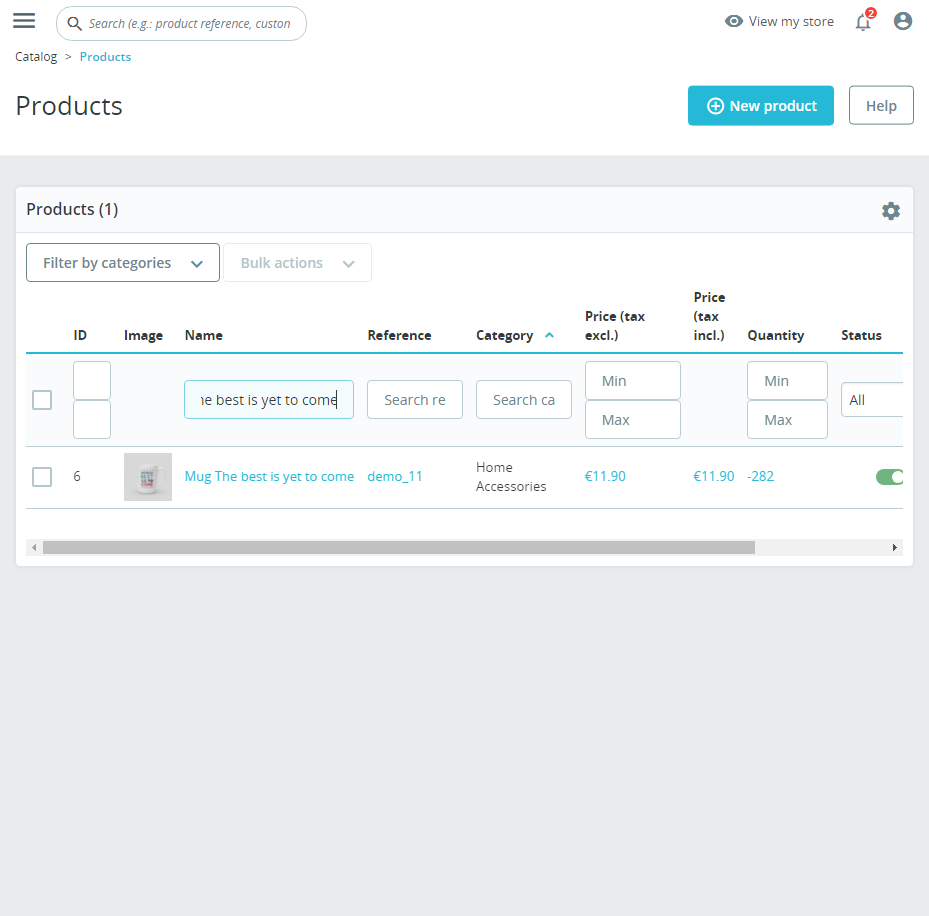 Search (e.g.: product reference, custon
View my store
2
Catalog > Products
Products
New product
Help
Products (1)
Filter by categories
Bulk actions
ID
Image
Name
Reference
Category
Price (tax
excl.)
Price
(tax
incl.)
Quantity
Status
he best is yet to come
Search re
Search ca
Min
Max
Min
Max
All
6
Mug The best is yet to come
demo_11
Home
Accessories
€11.90
€11.90
-282